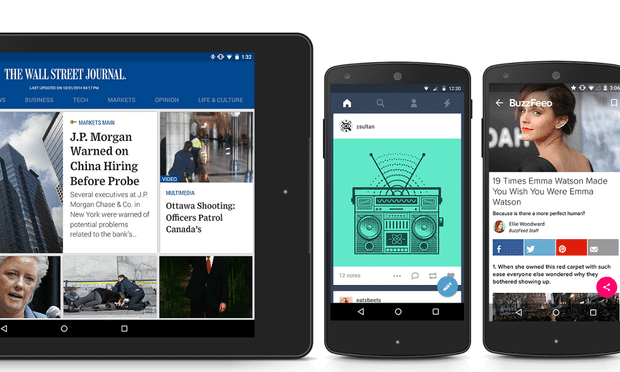 1:32
THE WALL STREET JOURNAL.
LAST UPDATED ON 10/31/2014 04:17 PM
WS BUSINESS TECH MARKETS OPINION LIFE & CULTURE
MARKETS MAIN
J.P. Morgan
Warned on
China Hiring
Before Probe
Several executives at J.P.
Morgan Chase & Co. in
New York were warned of
potential problems
related to the bank's...
VIDEO
MULTIMEDIA
Ottawa Shooting:
Officers Patrol
Canada's
12:30
zsultan
12 notes
eatsbeets
3:06
BuzzFeed
19 Times Emma Watson Made
You Wish You Were Emma
Watson
Because is there a more perfect human?
Ellie Woodward
BuzzFeed Staff
1. When she owned this red carpet with such
ease everyone else wondered why they
bothered showing up.